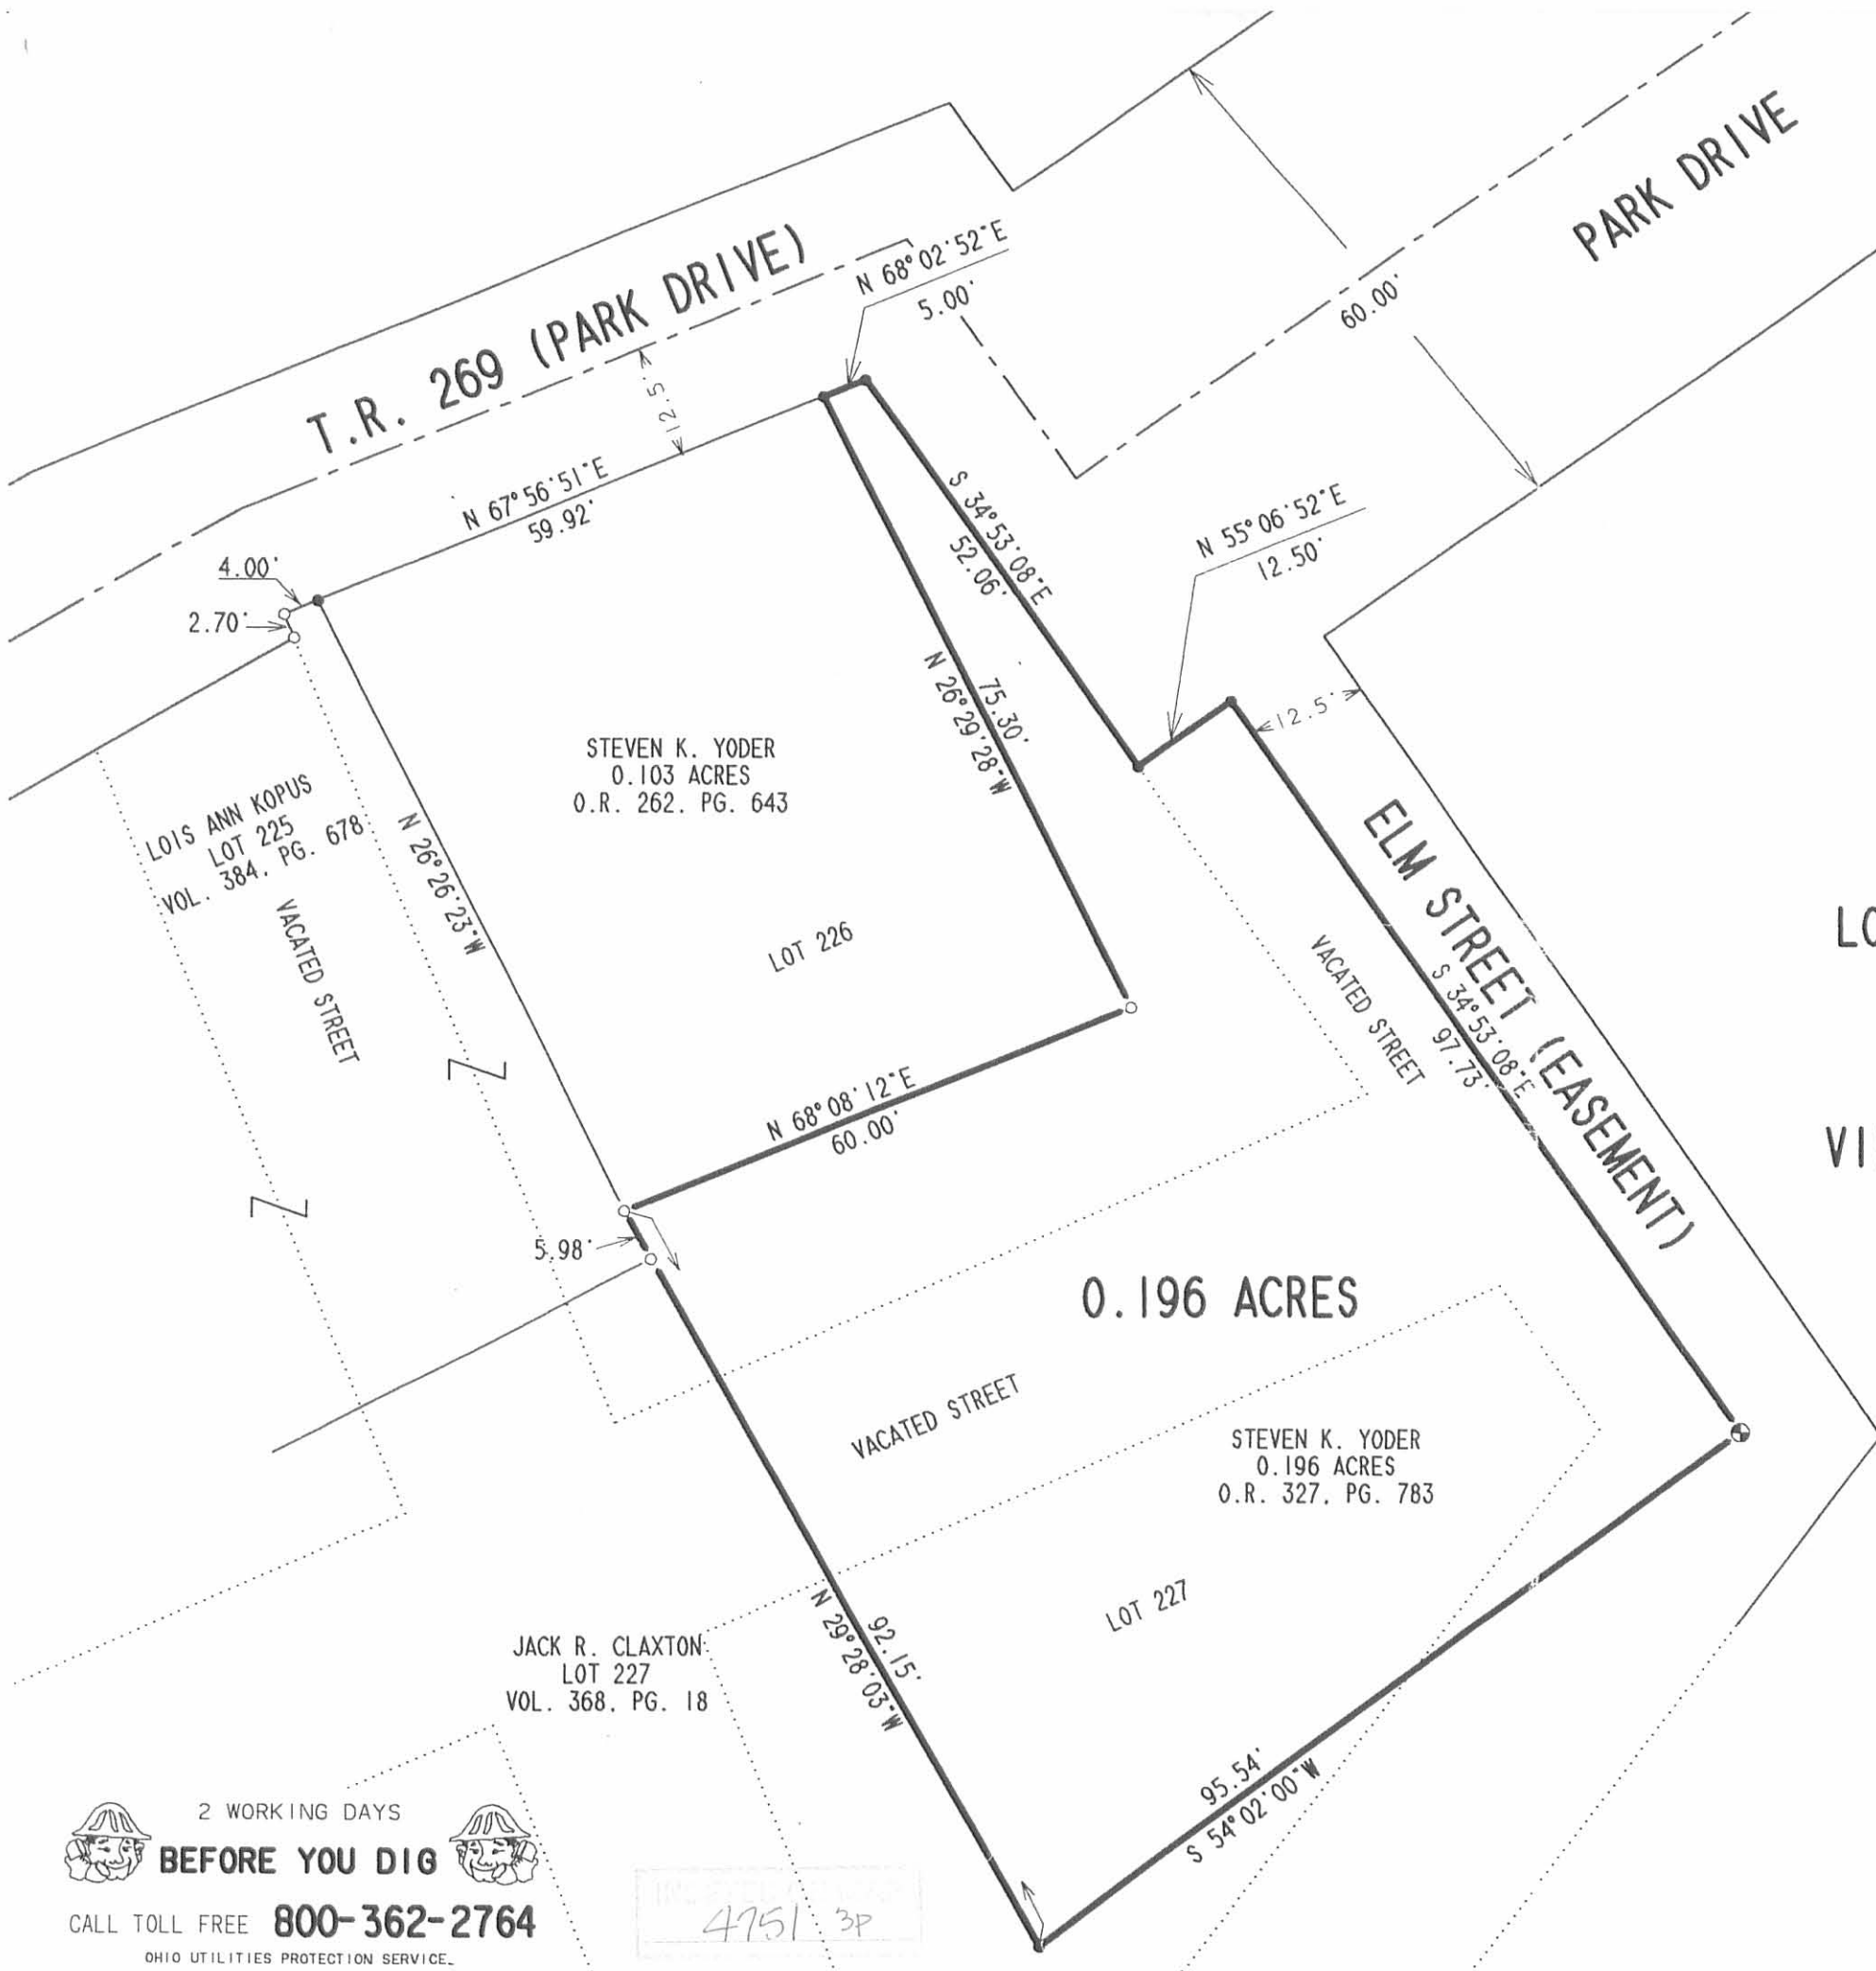 PARK DRIVE
T.R. 269 (PARK DRIVE)
N 68°02'52"E
5.00'
60.00'
12.5'
N 67°56'51"E
59.92'
4.00'
2.70'
S 34°53'08"E
52.06'
N 55°06'52"E
12.50'
12.5'
75.30'
N 26°29'28"W
STEVEN K. YODER
0.103 ACRES
O.R. 262, PG. 643
LOIS ANN KOPUS
LOT 225
VOL. 384, PG. 678
VACATED STREET
N 26°26'23"W
LOT 226
VACATED STREET
ELM STREET (EASEMENT)
S 34°53'08"E
97.73'
LO
VI
N 68°08'12"E
60.00'
5.98'
0.196 ACRES
VACATED STREET
STEVEN K. YODER
0.196 ACRES
O.R. 327, PG. 783
LOT 227
JACK R. CLAXTON
LOT 227
VOL. 368, PG. 18
92.15'
N 29°28'03"W
95.54'
S 54°02'00"W
2 WORKING DAYS
BEFORE YOU DIG
CALL TOLL FREE 800-362-2764
OHIO UTILITIES PROTECTION SERVICE.
4751 3P